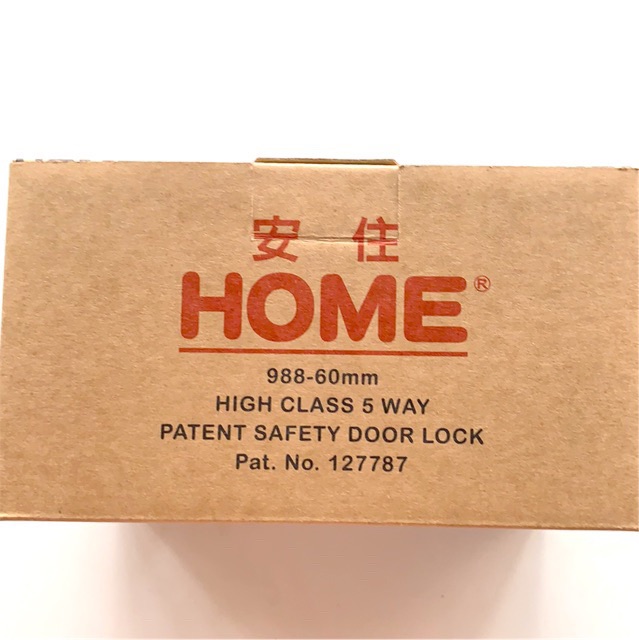 安住
HOME®
988-60mm
HIGH CLASS 5 WAY
PATENT SAFETY DOOR LOCK
Pat. No. 127787